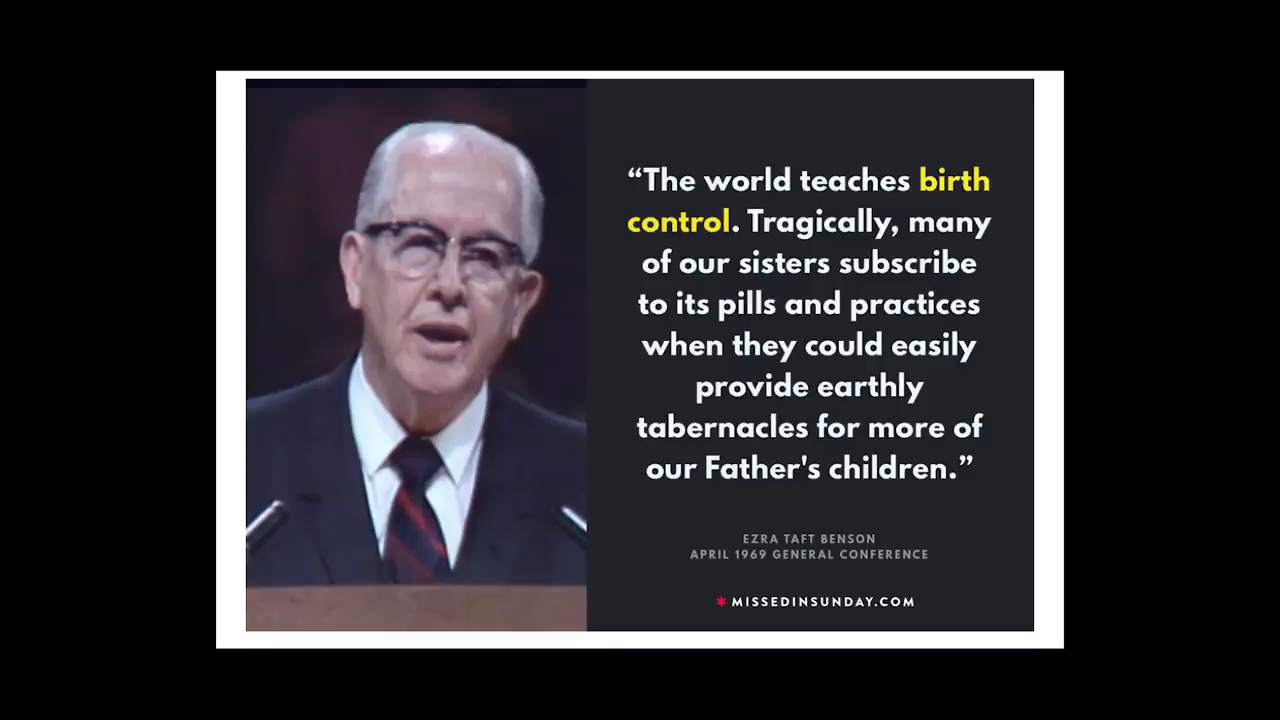 “The world teaches birth
control. Tragically, many
of our sisters subscribe
to its pills and practices
when they could easily
provide earthly
tabernacles for more of
our Father's children.”
EZRA TAFT BENSON
APRIL 1969 GENERAL CONFERENCE
* MISSEDINSUNDAY.COM